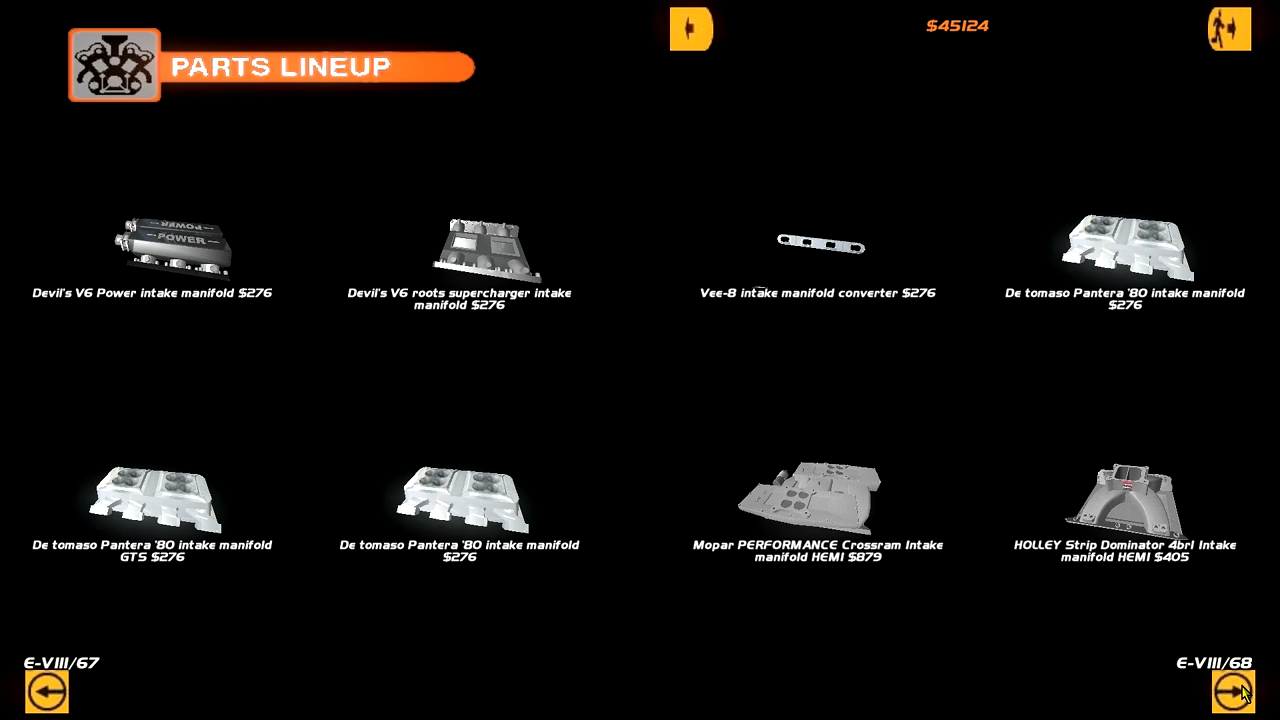 PARTS LINEUP
$45124
POWER
POWER
Devil's V6 Power intake manifold $276
Devil's V6 roots supercharger intake
manifold $276
Vee-8 intake manifold converter $276
De tomaso Pantera '80 intake manifold
$276
De tomaso Pantera '80 intake manifold
GTS $276
De tomaso Pantera '80 intake manifold
$276
Mopar PERFORMANCE Crossram Intake
manifold HEMI $879
HOLLEY Strip Dominator 4brl Intake
manifold HEMI $405
E-VIII/67
E-VIII/68